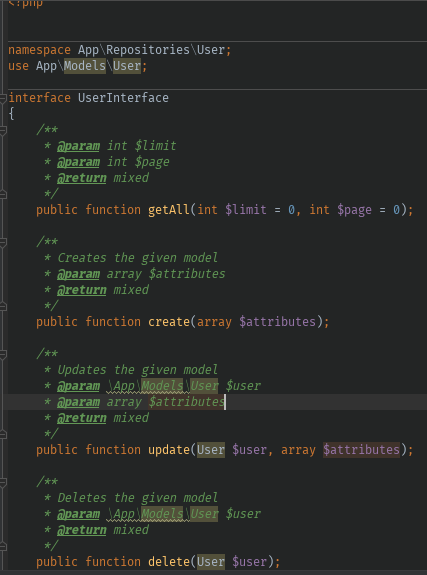 <?php
namespace App\Repositories\User;
use App\Models\User;
interface UserInterface
{
/**
* @param int $limit
* @param int $page
* @return mixed
*/
public function getAll(int $limit = 0, int $page = 0);
/**
* Creates the given model
* @param array $attributes
* @return mixed
*/
public function create(array $attributes);
/**
* Updates the given model
* @param \App\Models\User $user
* @param array $attributes
* @return mixed
*/
public function update(User $user, array $attributes);
/**
* Deletes the given model
* @param \App\Models\User $user
* @return mixed
*/
public function delete(User $user);